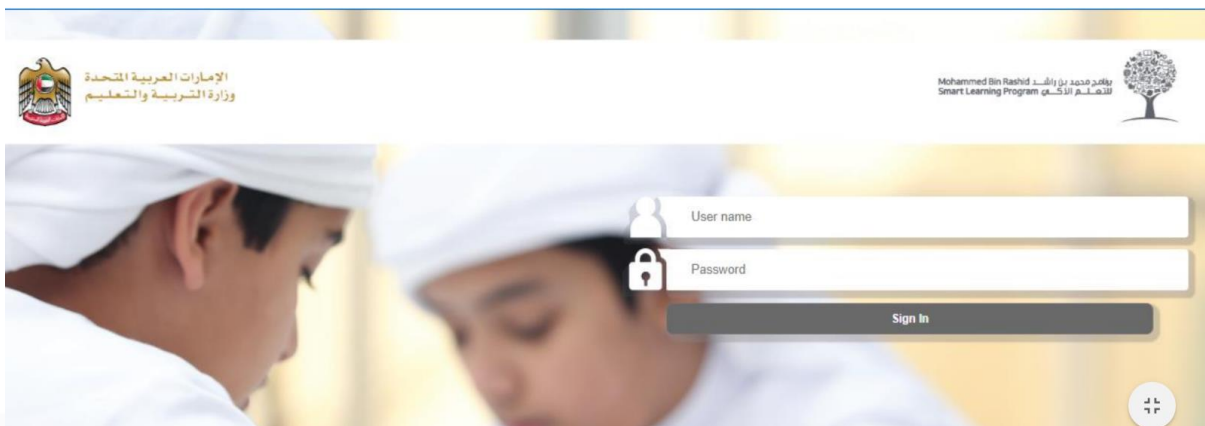 الإمارات العربية المتحدة
وزارة التربية والتعليم
Mohammed Bin Rashid برنامج محمد بن راشد
Smart Learning Program للتعلم الذكي
User name
Password
Sign In